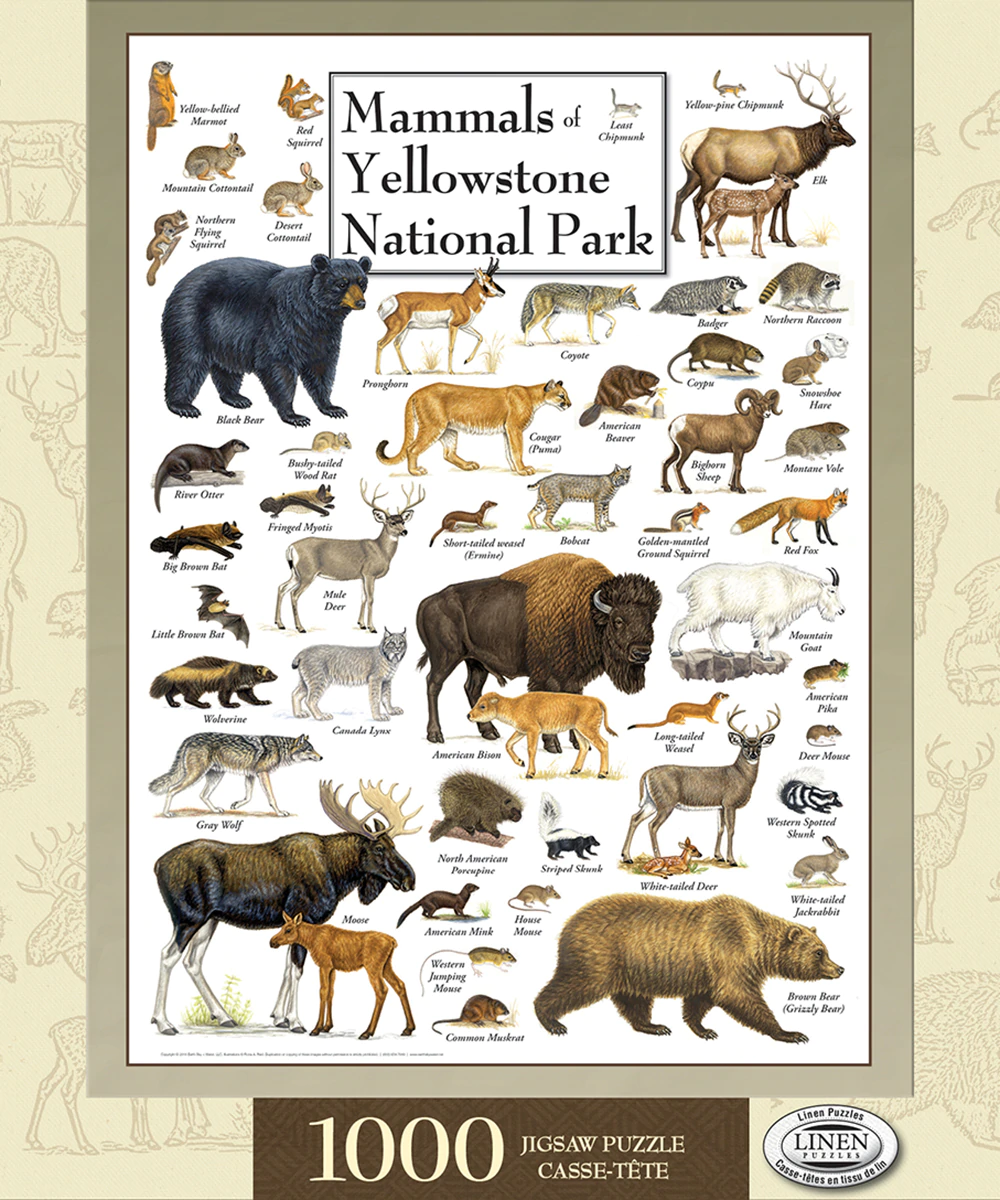 Mammals of
Yellowstone
National Park
Yellow-bellied
Marmot
Red
Squirrel
Least
Chipmunk
Yellow-pine Chipmunk
Mountain Cottontail
Elk
Northern
Flying
Squirrel
Desert
Cottontail
Badger
Northern Raccoon
Coyote
Pronghorn
Coypu
Snowshoe
Hare
Black Bear
American
Beaver
Cougar
(Puma)
Bighorn
Sheep
Montane Vole
Bushy-tailed
Wood Rat
River Otter
Fringed Myotis
Short-tailed weasel
(Ermine)
Bobcat
Golden-mantled
Ground Squirrel
Red Fox
Big Brown Bat
Mule
Deer
Little Brown Bat
Mountain
Goat
American
Pika
Wolverine
Canada Lynx
American Bison
Long-tailed
Weasel
Deer Mouse
Gray Wolf
Western Spotted
Skunk
North American
Porcupine
Striped Skunk
White-tailed Deer
White-tailed
Jackrabbit
Moose
American Mink
House
Mouse
Western
Jumping
Mouse
Brown Bear
(Grizzly Bear)
Common Muskrat
1000 JIGSAW PUZZLE
CASSE-TÊTE
Linen Puzzles
LINEN
PUZZLES
Casse-têtes en tissu de lin